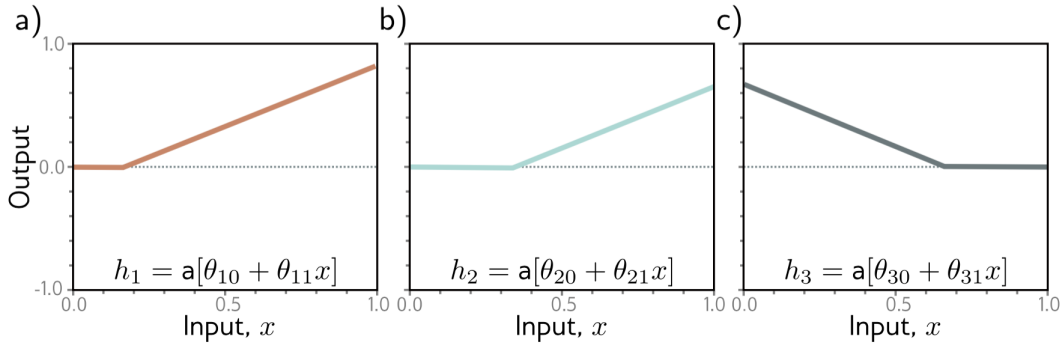 a)
b)
c)
Output
1.0
0.0
-1.0
h₁ = a[θ₁₀ + θ₁₁x]
h₂ = a[θ₂₀ + θ₂₁x]
h₃ = a[θ₃₀ + θ₃₁x]
0.0 0.5 1.0
0.0 0.5 1.0
0.0 0.5 1.0
Input, x
Input, x
Input, x